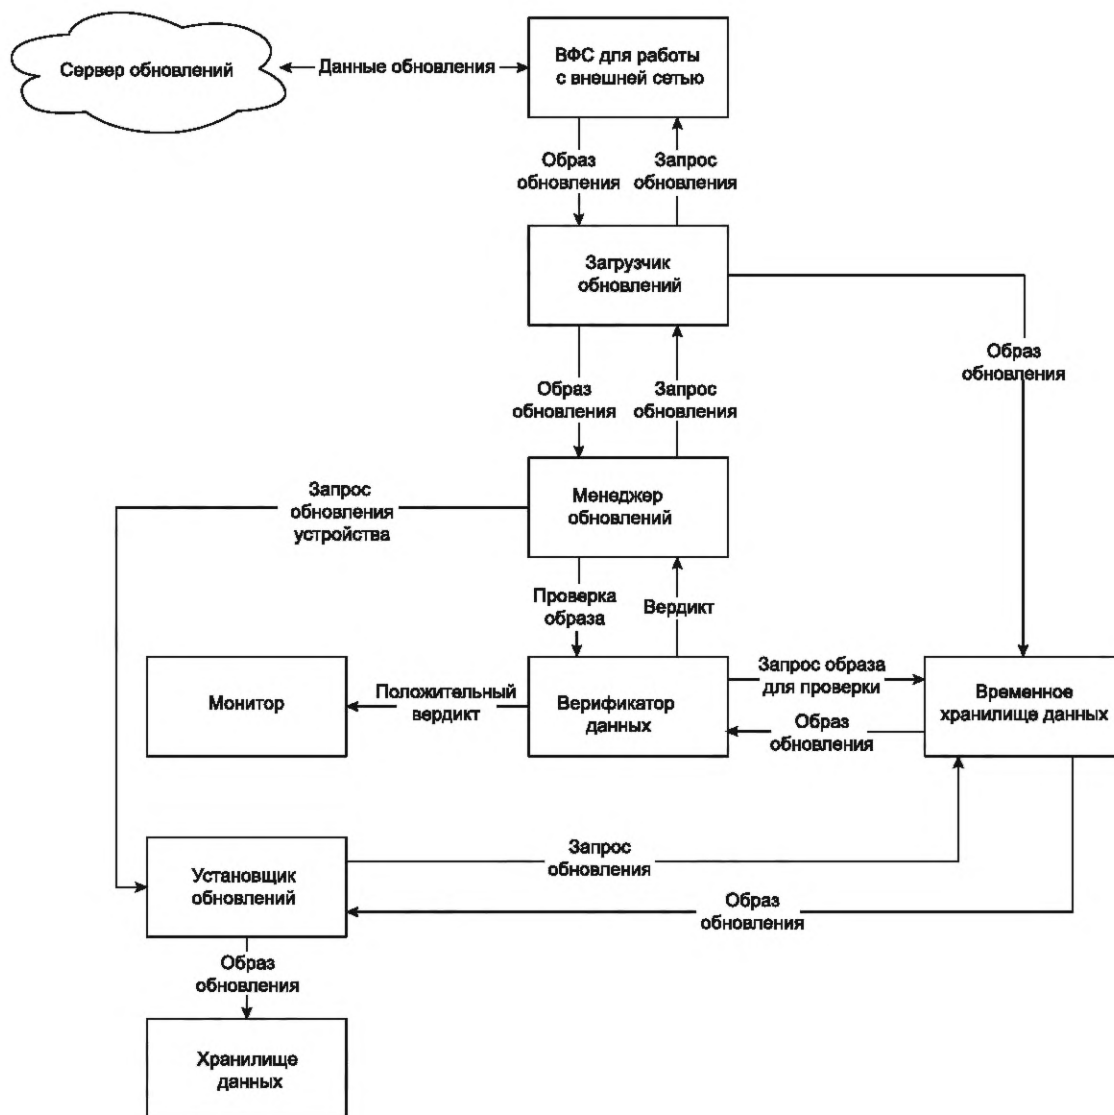 Сервер обновлений
Данные обновления
ВФС для работы
с внешней сетью
Образ
обновления
Запрос
обновления
Загрузчик
обновлений
Образ
обновления
Образ
обновления
Запрос
обновления
Менеджер
обновлений
Запрос
обновления
устройства
Проверка
образа
Вердикт
Монитор
Положительный
вердикт
Верификатор
данных
Запрос образа
для проверки
Образ
обновления
Временное
хранилище данных
Установщик
обновлений
Запрос
обновления
Образ
обновления
Образ
обновления
Хранилище
данных